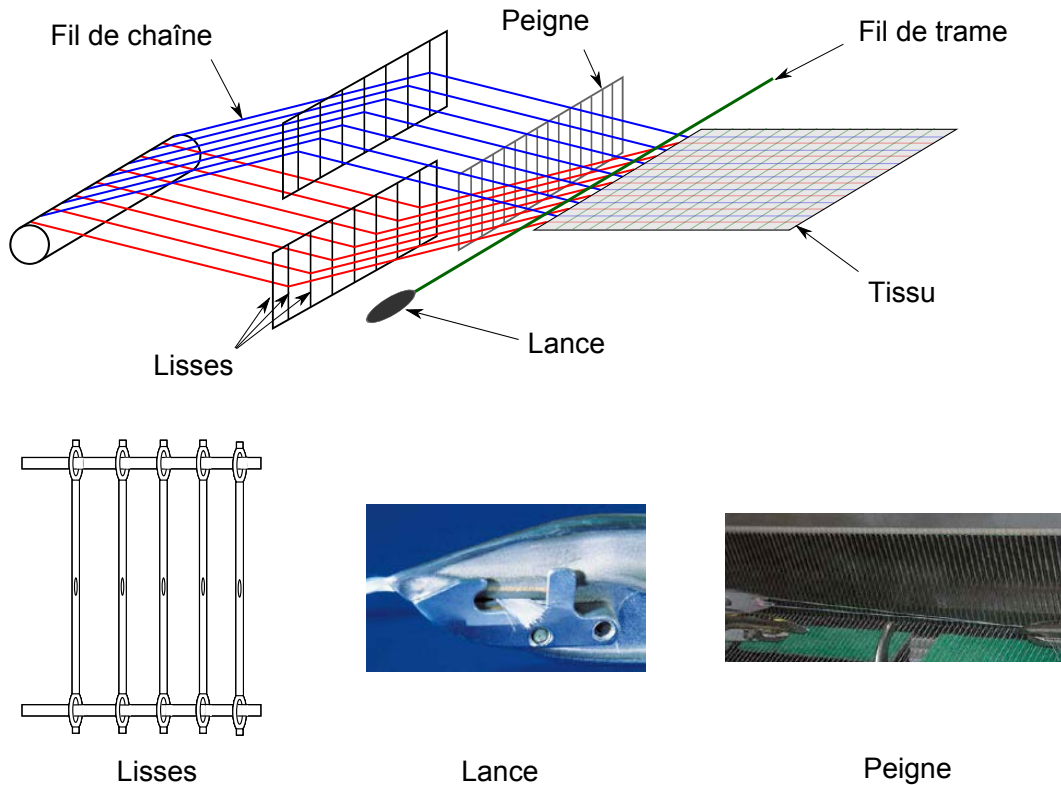 Fil de chaîne
Peigne
Fil de trame
Tissu
Lance
Lisses
Lisses
Lance
Peigne